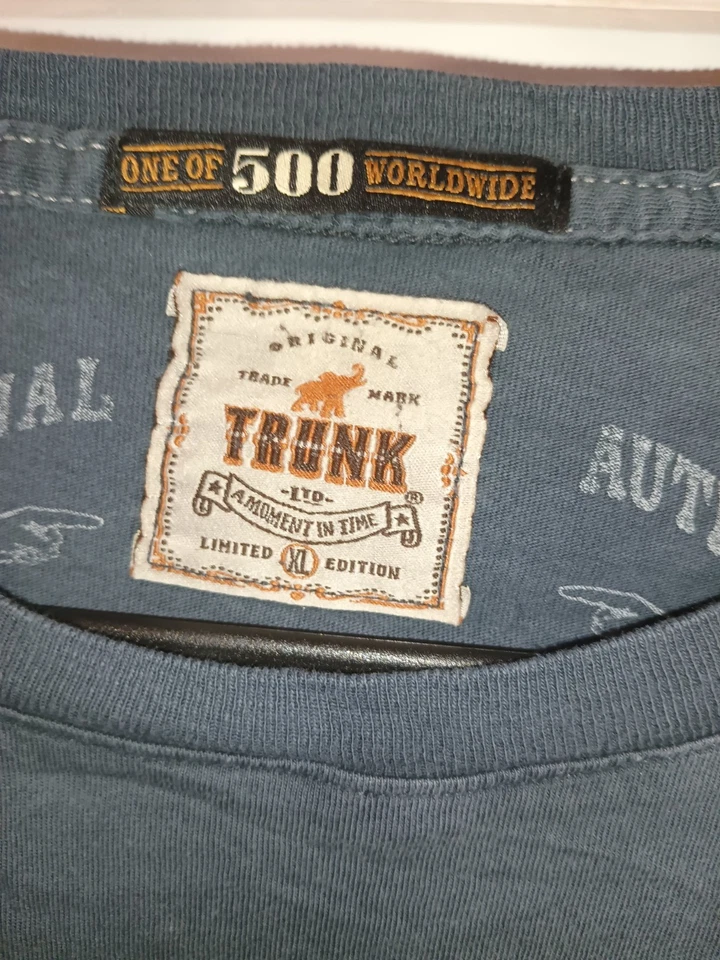 ONE OF 500 WORLDWIDE
ORIGINAL
TRADE MARK
TRUNK
-LTD- ®
A MOMENT IN TIME
LIMITED XL EDITION
NAL
AUT